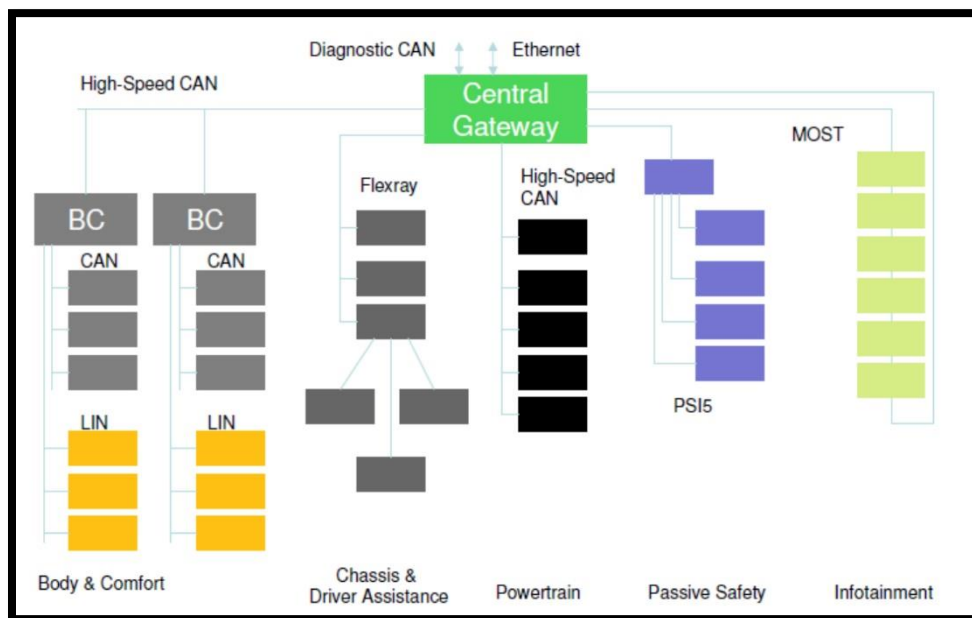 Diagnostic CAN
Ethernet
High-Speed CAN
Central
Gateway
MOST
Flexray
High-Speed
CAN
BC
BC
CAN
CAN
PSI5
LIN
LIN
Body & Comfort
Chassis &
Driver Assistance
Powertrain
Passive Safety
Infotainment